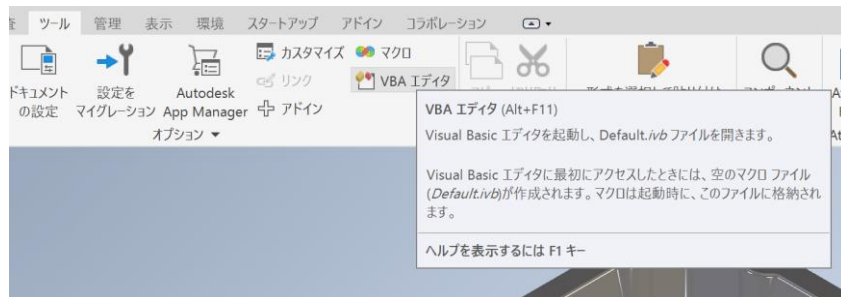 ツール 管理 表示 環境 スタートアップ アドイン コラボレーション
カスタマイズ マクロ
リンク VBA エディタ
ドキュメント 設定を Autodesk
の設定 マイグレーション App Manager アドイン
オプション
VBA エディタ (Alt+F11)
Visual Basic エディタを起動し、Default.ivb ファイルを開きます。
Visual Basic エディタに最初にアクセスしたときには、空のマクロ ファイル
(Default.ivb)が作成されます。マクロは起動時に、このファイルに格納され
ます。
ヘルプを表示するには F1 キー